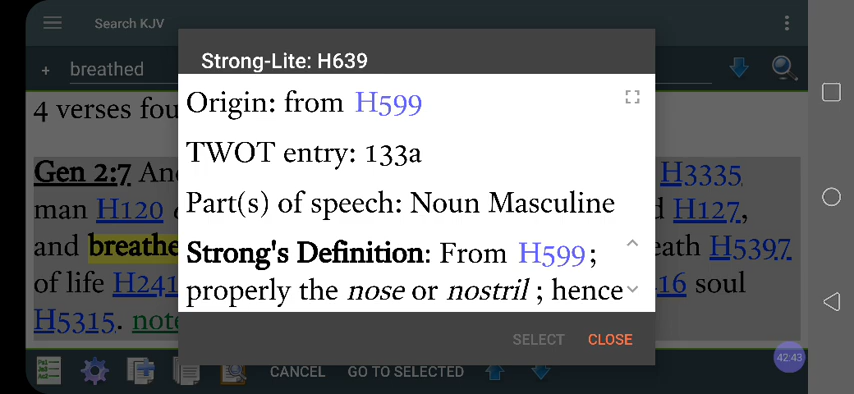 Search KJV
Strong-Lite: H639
+ breathed
4 verses fou
Origin: from H599
TWOT entry: 133a
Part(s) of speech: Noun Masculine
Strong's Definition: From H599;
properly the nose or nostril ; hence
Gen 2:7 An H3335
man H120 H127,
and breathe eath H5397
of life H241 16 soul
H5315. note
SELECT CLOSE
CANCEL GO TO SELECTED
42:43